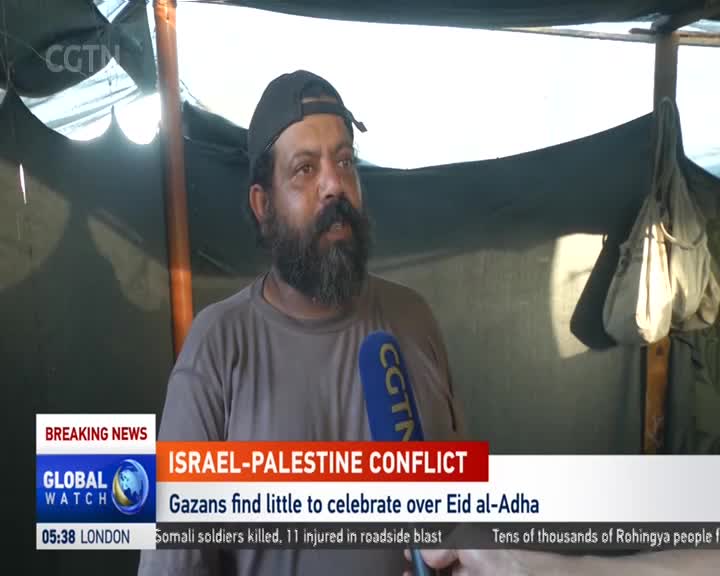 CGTN
CGTN
BREAKING NEWS
ISRAEL-PALESTINE CONFLICT
GLOBAL
WATCH
Gazans find little to celebrate over Eid al-Adha
05:38 LONDON
Somali soldiers killed, 11 injured in roadside blast Tens of thousands of Rohingya people